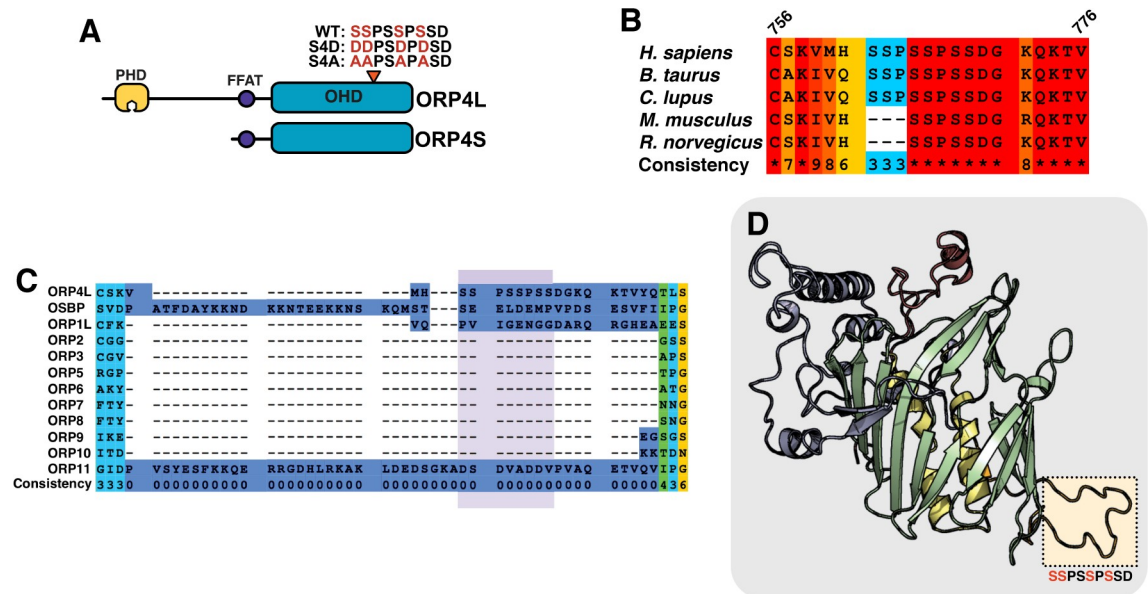 A
WT: SSPSSPSSD
S4D: DDPSDPDSD
S4A: AAPSAPASD
PHD
FFAT
OHD
ORP4L
ORP4S
B
756 776
H. sapiens CSKVMH SSP SSPSSDG KQKTV
B. taurus CAKIVQ SSP SSPSSDG KQKTV
C. lupus CAKIVQ SSP SSPSSDG KQKTV
M. musculus CSKIVH --- SSPSSDG RQKTV
R. norvegicus CSKIVH --- SSPSSDG KQKTV
Consistency *7*986 333 ******* 8****
C
ORP4L CSKV ---------- ---------- ----MH--SS PSSPSSDGKQ KTVYQTLS
OSBP SVDP ATFDAYKKND KKNTEEKKNS KQMST--SE ELDEMPVPDS ESVFIIPG
ORP1L CFK- ---------- ---------- ----VQ--PV IGENGGDARQ RGHEAEES
ORP2 CGG- ---------- ---------- ---------- ---------- -----GSS
ORP3 CGV- ---------- ---------- ---------- ---------- -----APS
ORP5 RGP- ---------- ---------- ---------- ---------- -----TPG
ORP6 AKY- ---------- ---------- ---------- ---------- -----ATG
ORP7 FTY- ---------- ---------- ---------- ---------- -----NNG
ORP8 FTY- ---------- ---------- ---------- ---------- -----SNG
ORP9 IKE- ---------- ---------- ---------- ---------- ---EGSGS
ORP10 ITD- ---------- ---------- ---------- ---------- ---KKTDN
ORP11 GIDP VSYESFKKQE RRGDHLRKAK LDEDSGKADS DVADDVPVAQ ETVQVIPG
Consistency 3330 0000000000 0000000000 0000000000 0000000000 00000436
D
SSPSSPSSD